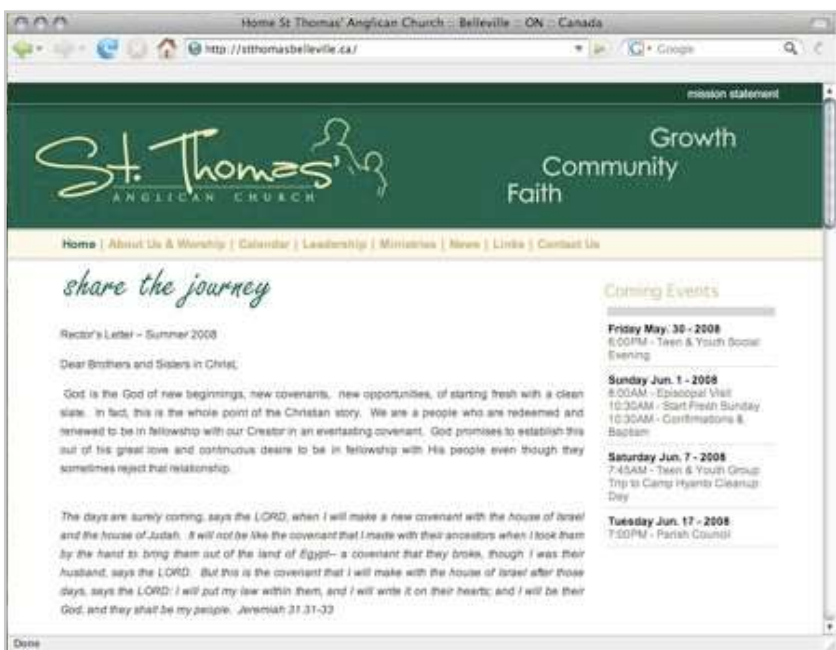 Home St Thomas' Anglican Church :: Belleville :: ON :: Canada
http://stthomasbelleville.ca/
Google
mission statement
St. Thomas'
ANGLICAN CHURCH
Growth
Community
Faith
Home | About Us & Worship | Calendar | Leadership | Ministries | News | Links | Contact Us
share the journey
Rector's Letter – Summer 2008
Dear Brothers and Sisters in Christ,
God is the God of new beginnings, new covenants, new opportunities, of starting fresh with a clean
slate. In fact, this is the whole point of the Christian story. We are a people who are redeemed and
renewed to be in fellowship with our Creator in an everlasting covenant. God promises to establish this
out of his great love and continuous desire to be in fellowship with His people even though they
sometimes reject that relationship.
The days are surely coming, says the LORD, when I will make a new covenant with the house of Israel
and the house of Judah. It will not be like the covenant that I made with their ancestors when I took them
by the hand to bring them out of the land of Egypt-- a covenant that they broke, though I was their
husband, says the LORD. But this is the covenant that I will make with the house of Israel after those
days, says the LORD: I will put my law within them, and I will write it on their hearts; and I will be their
God, and they shall be my people. Jeremiah 31.31-33
Coming Events
Friday May. 30 - 2008
6:00PM - Teen & Youth Social
Evening
Sunday Jun. 1 - 2008
8:00AM - Episcopal Visit
10:30AM - Start Fresh Sunday
10:30AM - Confirmations &
Baptism
Saturday Jun. 7 - 2008
7:45AM - Teen & Youth Group
Trip to Camp Hyanto Cleanup
Day
Tuesday Jun. 17 - 2008
7:00PM - Parish Council
Done